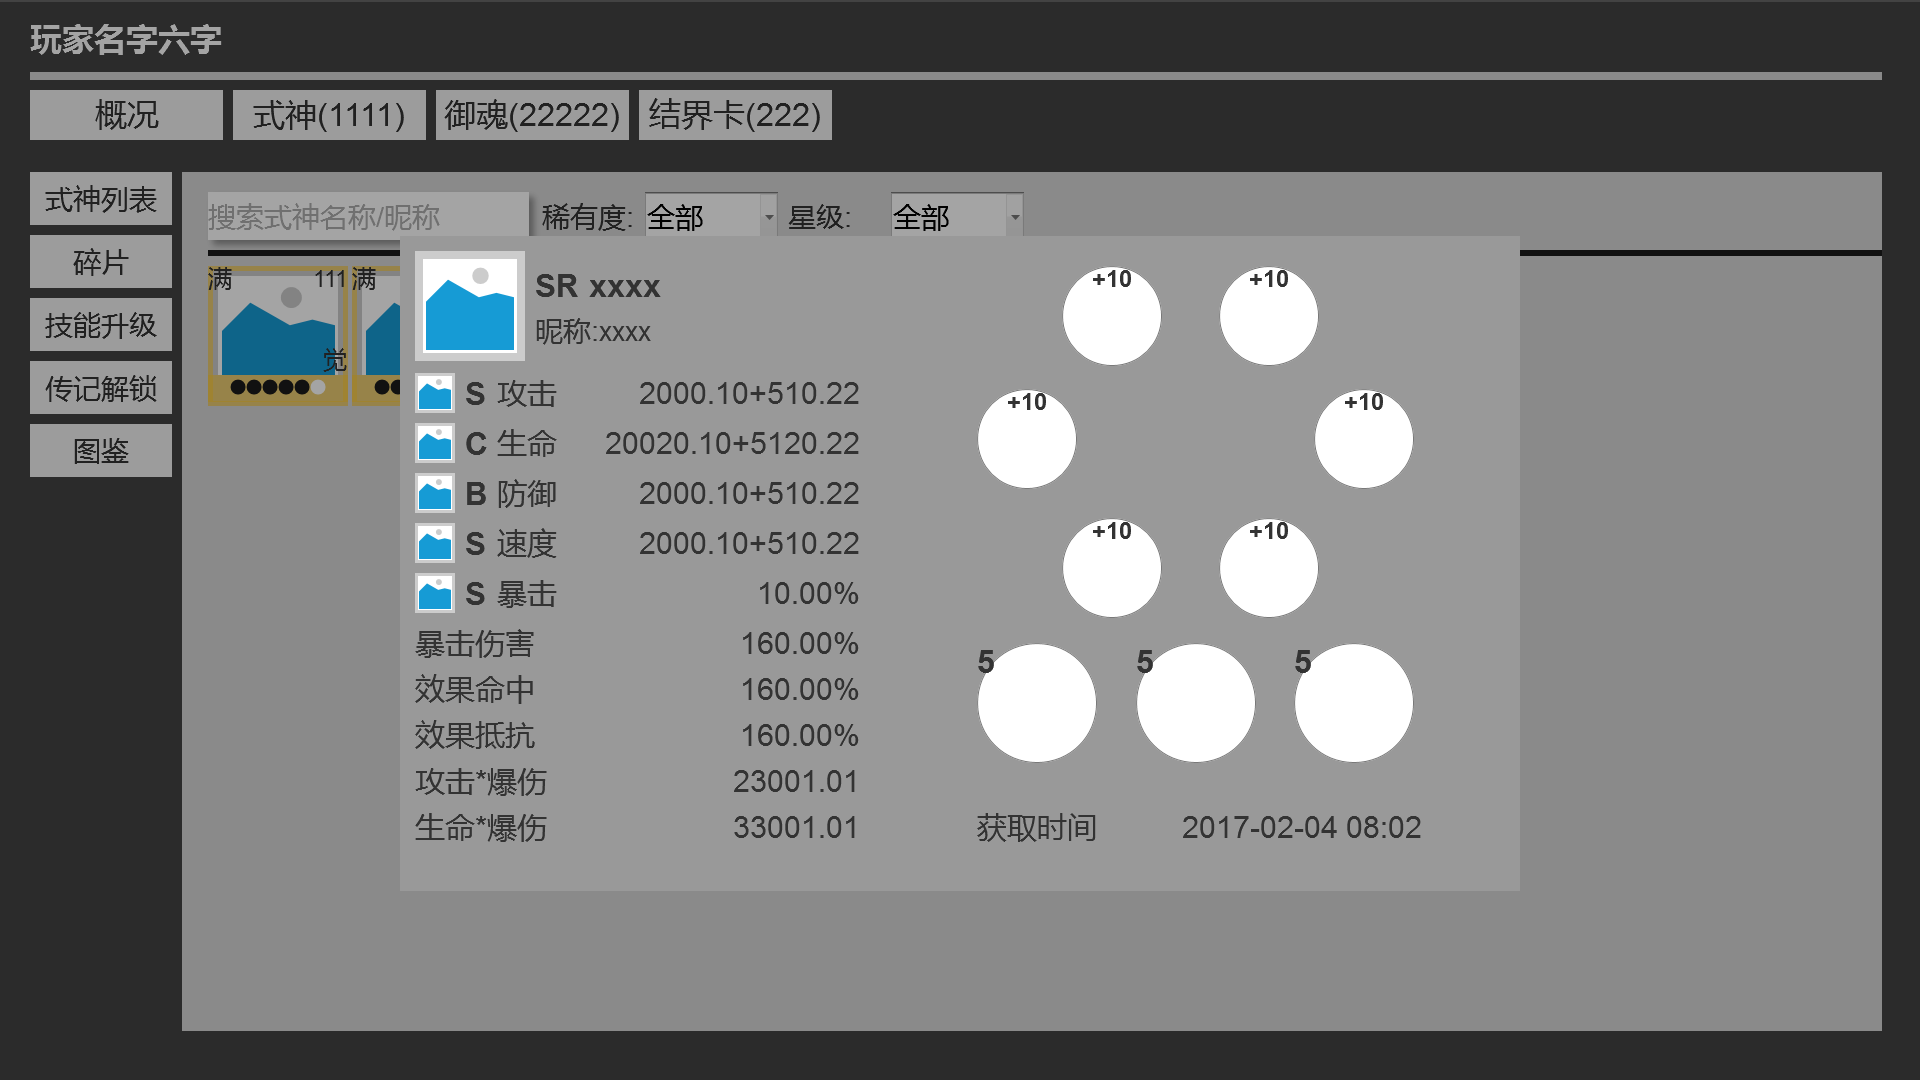 玩家名字六字
概况
式神(1111)
御魂(22222)
结界卡(222)
式神列表
碎片
技能升级
传记解锁
图鉴
搜索式神名称/昵称
稀有度:
全部
星级:
全部
满
111
觉
满
SR xxxx
昵称:xxxx
S 攻击 2000.10+510.22
C 生命 20020.10+5120.22
B 防御 2000.10+510.22
S 速度 2000.10+510.22
S 暴击 10.00%
暴击伤害 160.00%
效果命中 160.00%
效果抵抗 160.00%
攻击*爆伤 23001.01
生命*爆伤 33001.01
+10
+10
+10
+10
+10
+10
5
5
5
获取时间 2017-02-04 08:02